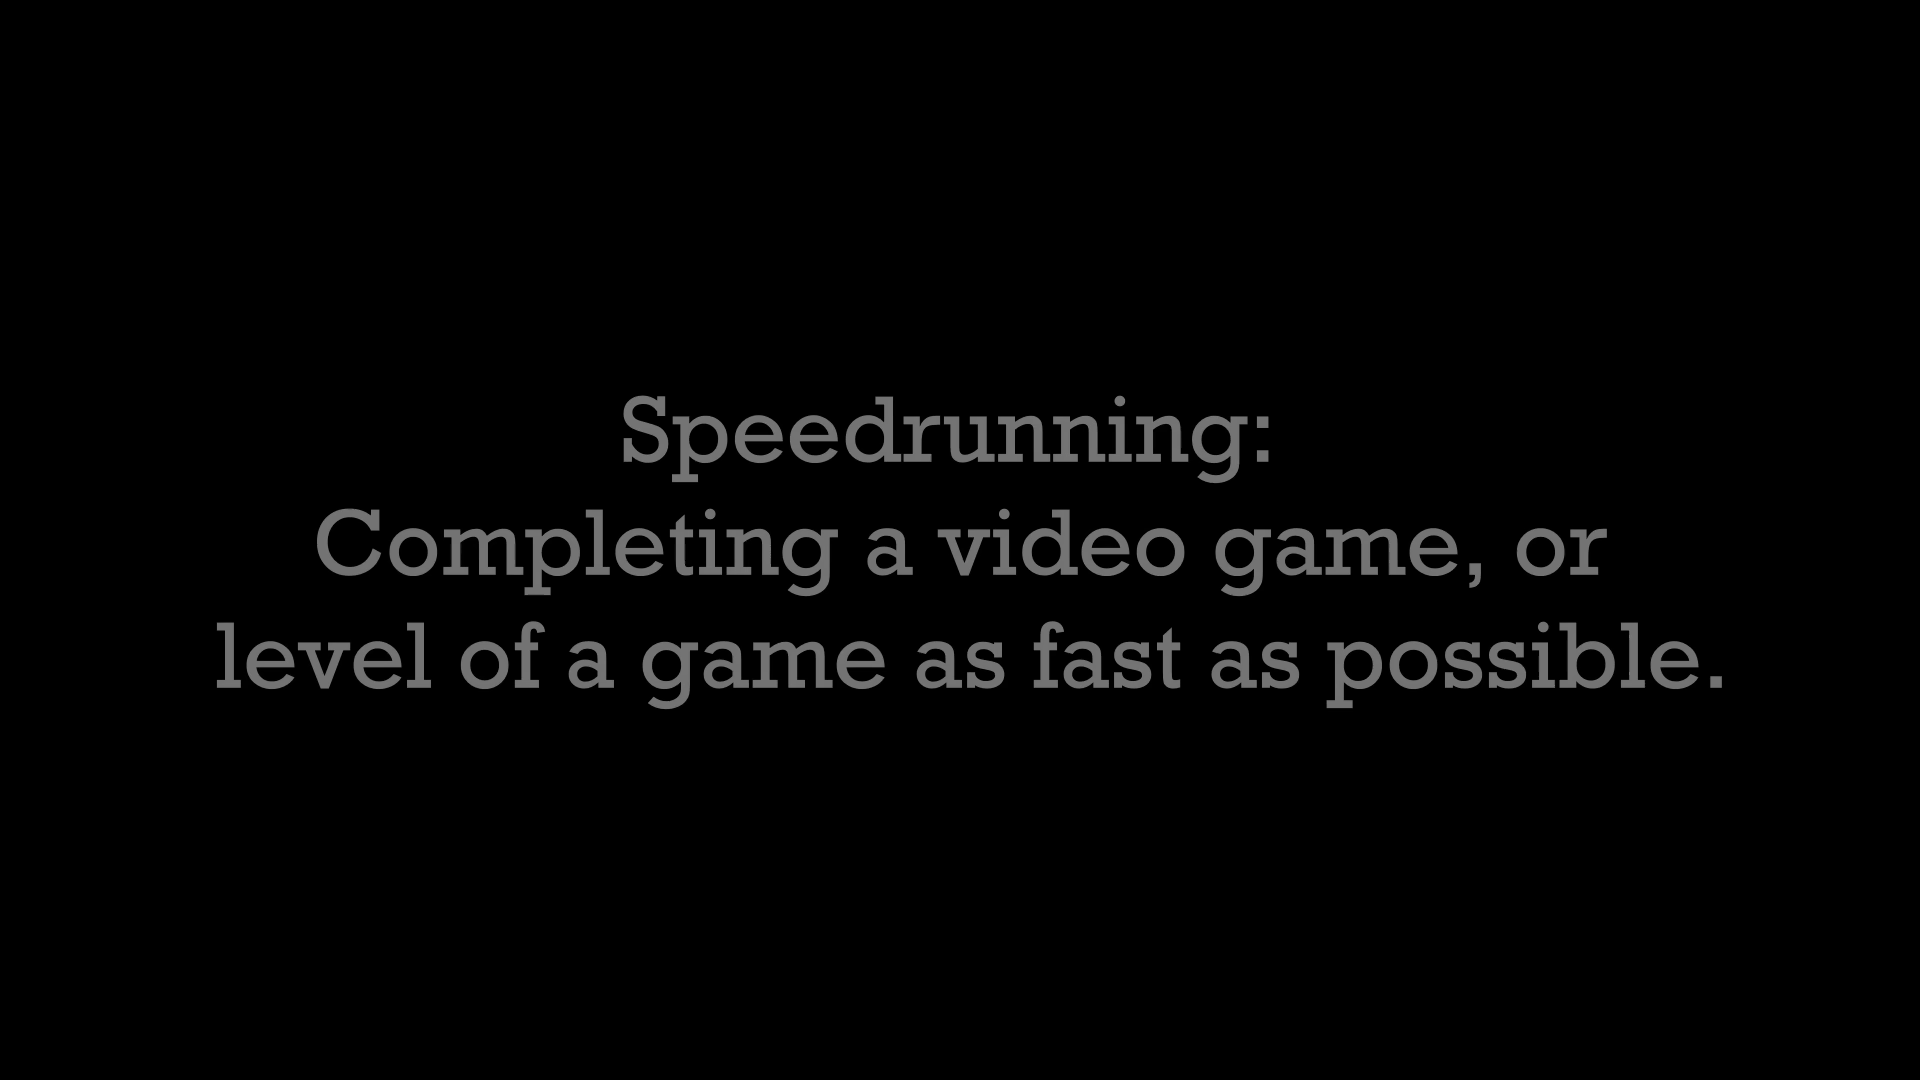 Speedrunning:
Completing a video game, or
level of a game as fast as possible.